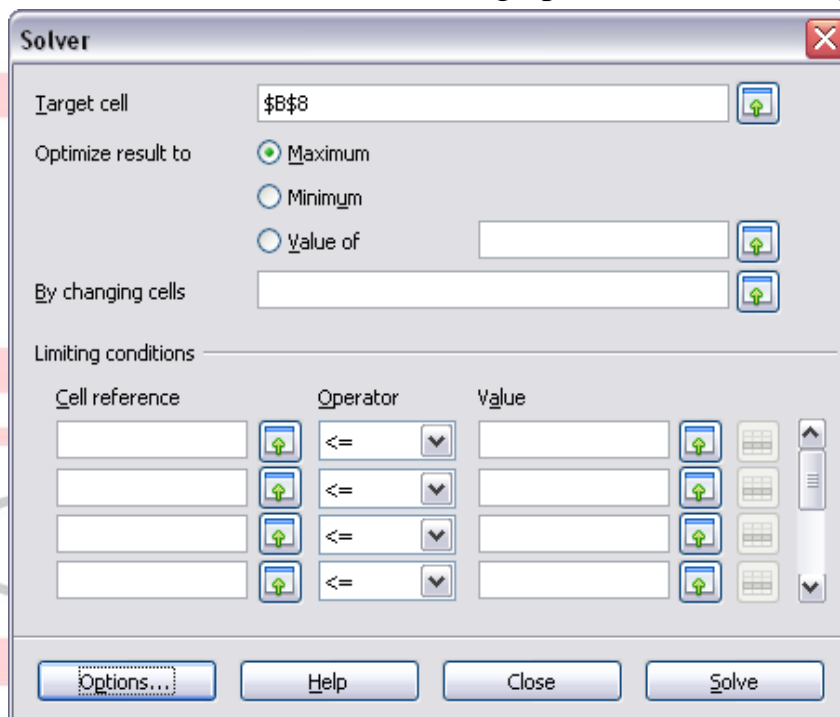 Solver
Target cell $B$8
Optimize result to Maximum
Minimum
Value of
By changing cells
Limiting conditions
Cell reference Operator Value
<=
<=
<=
<=
Options... Help Close Solve